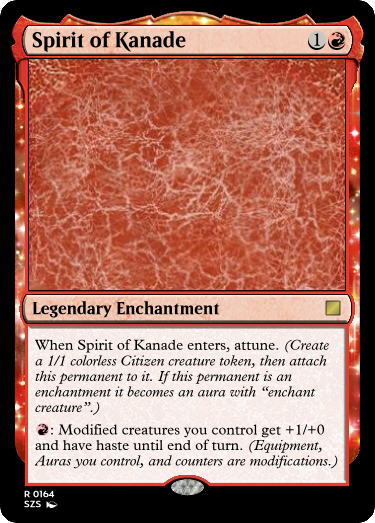 Spirit of Kanade 1
Legendary Enchantment
When Spirit of Kanade enters, attune. (Create
a 1/1 colorless Citizen creature token, then attach
this permanent to it. If this permanent is an
enchantment it becomes an aura with “enchant
creature”.)
: Modified creatures you control get +1/+0
and have haste until end of turn. (Equipment,
Auras you control, and counters are modifications.)
R 0164
SZS